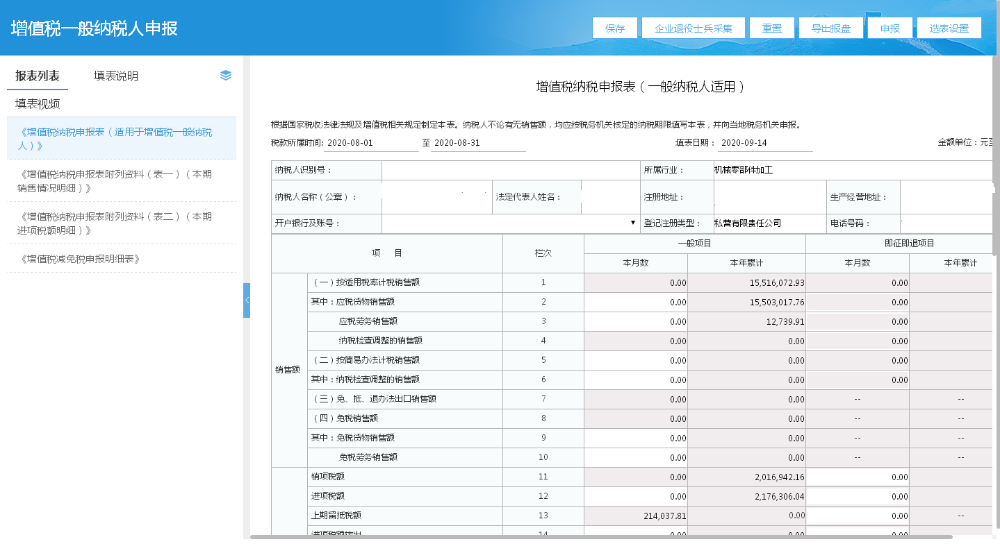 增值税一般纳税人申报
保存 企业退役士兵采集 重置 导出报盘 申报 选表设置
报表列表 填表说明
填表视频
《增值税纳税申报表（适用于增值税一般纳税
人）》
《增值税纳税申报表附列资料（表一）（本期
销售情况明细）》
《增值税纳税申报表附列资料（表二）（本期
进项税额明细）》
《增值税减免税申报明细表》
增值税纳税申报表（一般纳税人适用）
根据国家税收法律法规及增值税相关规定制定本表。纳税人不论有无销售额，均应按税务机关核定的纳税期限填写本表，并向当地税务机关申报。
税款所属时间: 2020-08-01 至 2020-08-31 填表日期： 2020-09-14 金额单位：元至
纳税人识别号： 所属行业： 机械零部件加工
纳税人名称（公章）： 法定代表人姓名： 注册地址： 生产经营地址：
开户银行及账号： ▼ 登记注册类型： 私营有限责任公司 电话号码：
项 目 栏次 一般项目 即征即退项目
本月数 本年累计 本月数 本年累计
销售额
（一）按适用税率计税销售额 1 0.00 15,516,072.93 0.00
其中：应税货物销售额 2 0.00 15,503,017.76 0.00
应税劳务销售额 3 0.00 12,739.91 0.00
纳税检查调整的销售额 4 0.00 0.00 0.00
（二）按简易办法计税销售额 5 0.00 0.00 0.00
其中：纳税检查调整的销售额 6 0.00 0.00 0.00
（三）免、抵、退办法出口销售额 7 0.00 0.00 -- --
（四）免税销售额 8 0.00 0.00 -- --
其中：免税货物销售额 9 0.00 0.00 -- --
免税劳务销售额 10 0.00 0.00 -- --
销项税额 11 0.00 2,016,942.16 0.00
进项税额 12 0.00 2,176,306.04 0.00
上期留抵税额 13 214,037.81 0.00 0.00 --
进项税额转出 14 0.00 0.00 0.00